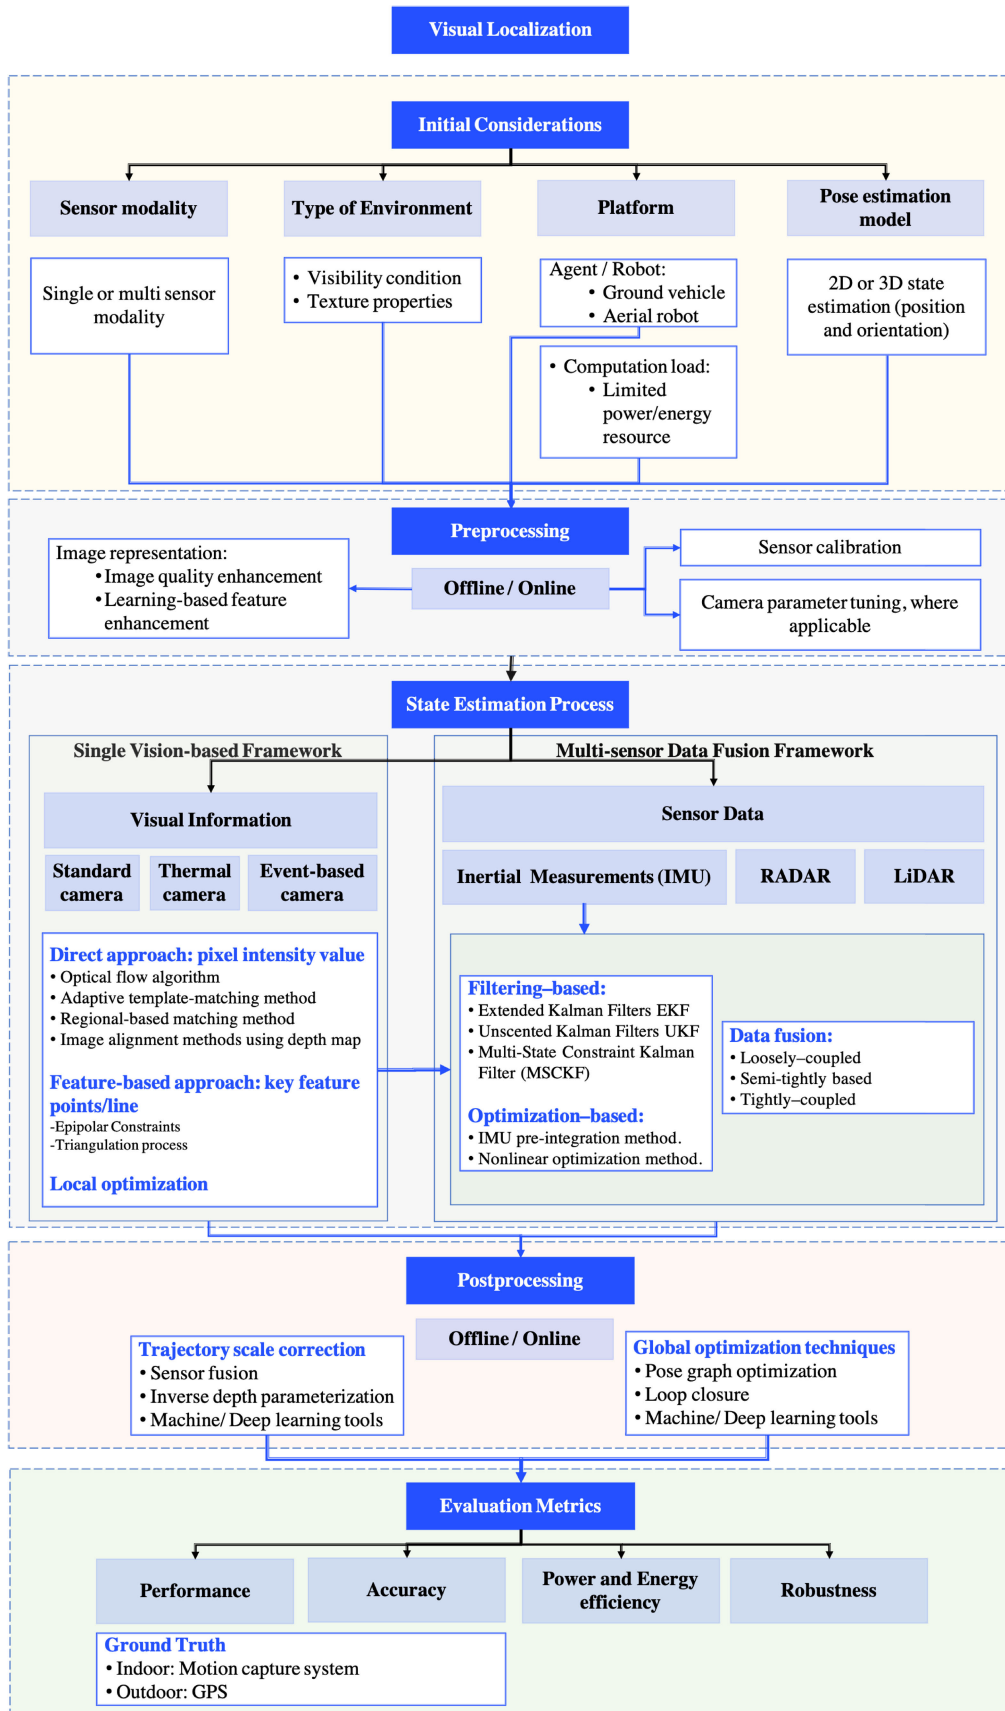 Visual Localization
Initial Considerations
Sensor modality
Type of Environment
Platform
Pose estimation
model
Single or multi sensor
modality
• Visibility condition
• Texture properties
Agent / Robot:
• Ground vehicle
• Aerial robot
• Computation load:
• Limited
power/energy
resource
2D or 3D state
estimation (position
and orientation)
Preprocessing
Offline / Online
Image representation:
• Image quality enhancement
• Learning-based feature
enhancement
Sensor calibration
Camera parameter tuning, where
applicable
State Estimation Process
Single Vision-based Framework
Visual Information
Standard
camera
Thermal
camera
Event-based
camera
Direct approach: pixel intensity value
• Optical flow algorithm
• Adaptive template-matching method
• Regional-based matching method
• Image alignment methods using depth map
Feature-based approach: key feature
points/line
-Epipolar Constraints
-Triangulation process
Local optimization
Multi-sensor Data Fusion Framework
Sensor Data
Inertial Measurements (IMU)
RADAR
LiDAR
Filtering–based:
• Extended Kalman Filters EKF
• Unscented Kalman Filters UKF
• Multi-State Constraint Kalman
Filter (MSCKF)
Optimization–based:
• IMU pre-integration method.
• Nonlinear optimization method.
Data fusion:
• Loosely–coupled
• Semi-tightly based
• Tightly–coupled
Postprocessing
Offline / Online
Trajectory scale correction
• Sensor fusion
• Inverse depth parameterization
• Machine/ Deep learning tools
Global optimization techniques
• Pose graph optimization
• Loop closure
• Machine/ Deep learning tools
Evaluation Metrics
Performance
Accuracy
Power and Energy
efficiency
Robustness
Ground Truth
• Indoor: Motion capture system
• Outdoor: GPS